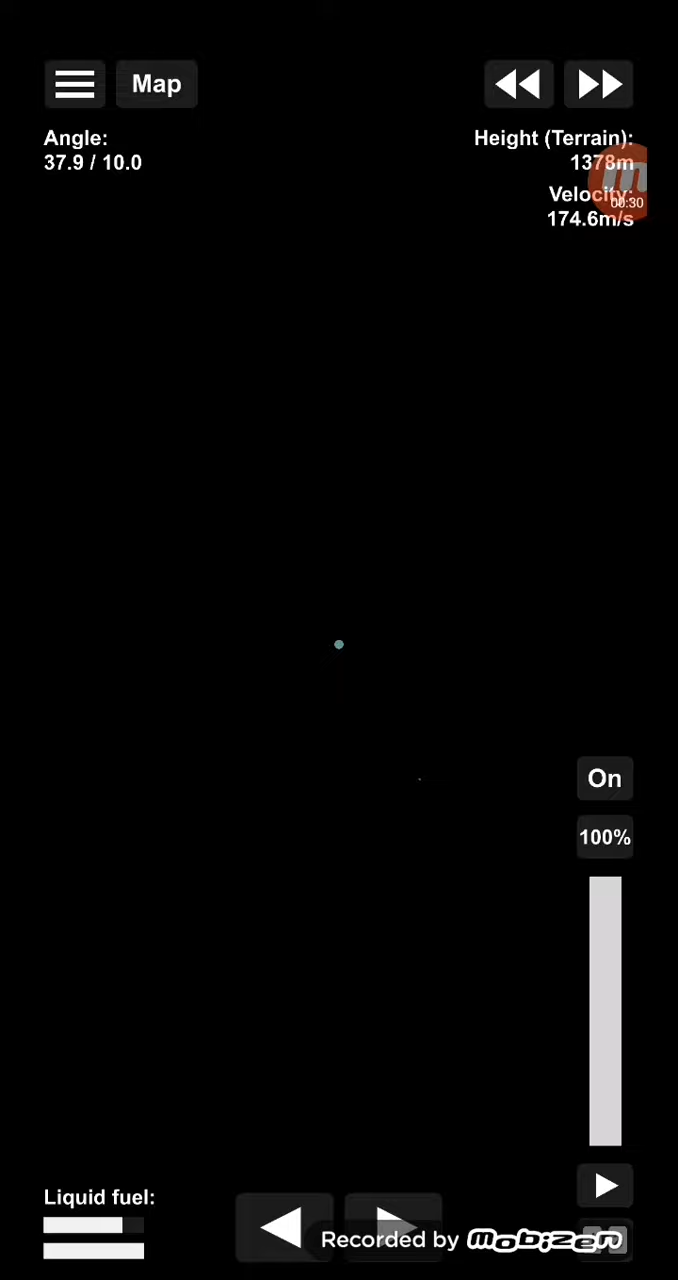 Map
Angle:
37.9 / 10.0
Height (Terrain):
1378m
Velocity:
174.6m/s
00:30
On
100%
Liquid fuel:
Recorded by mobizen